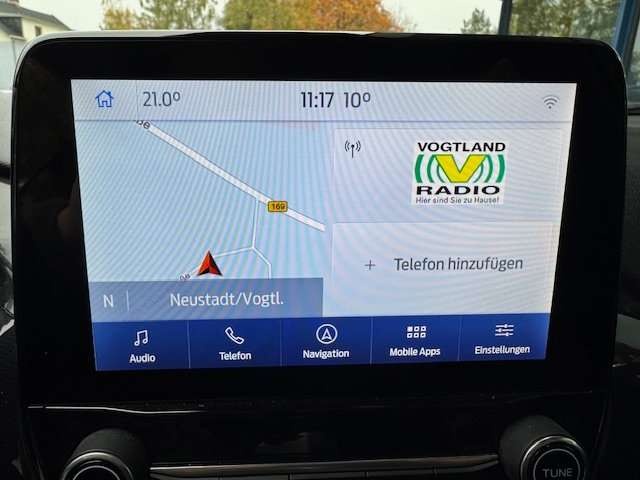 21.0°
11:17 10°
VOGTLAND
V
RADIO
Hier sind Sie zu Hause!
169
+ Telefon hinzufügen
N
Neustadt/Vogtl.
Audio
Telefon
Navigation
Mobile Apps
Einstellungen
TUNE